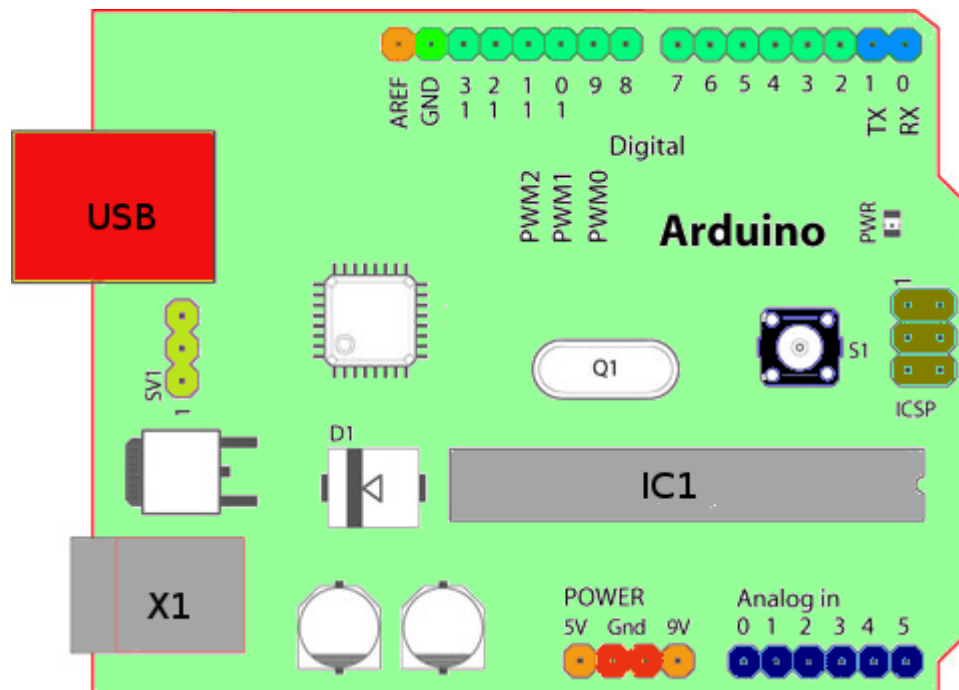 AREF
GND
3 2 1 0 9 8 7 6 5 4 3 2 1 0
1 1 1 1
TX
RX
Digital
PWM2
PWM1
PWM0
Arduino
PWR
USB
1
SV1
1
Q1
S1
ICSP
D1
IC1
X1
POWER
5V Gnd 9V
Analog in
0 1 2 3 4 5